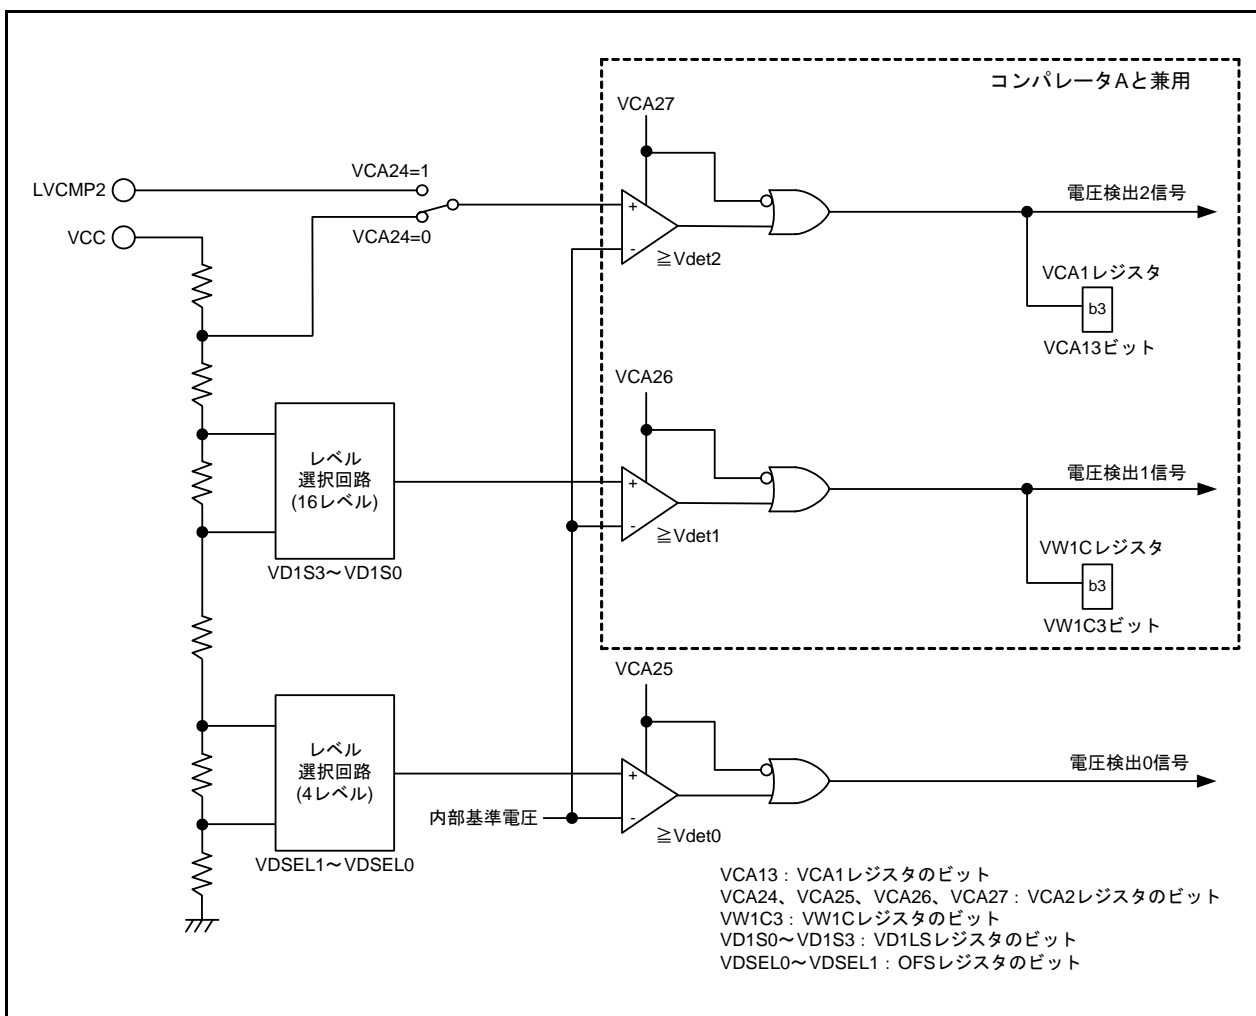 コンパレータAと兼用
VCA27
VCA24=1
LVCMP2
VCC
VCA24=0
+
-
≧Vdet2
電圧検出2信号
VCA1レジスタ
b3
VCA13ビット
VCA26
レベル
選択回路
(16レベル)
VD1S3～VD1S0
+
-
≧Vdet1
電圧検出1信号
VW1Cレジスタ
b3
VW1C3ビット
VCA25
レベル
選択回路
(4レベル)
VDSEL1～VDSEL0
内部基準電圧
+
-
≧Vdet0
電圧検出0信号
VCA13：VCA1レジスタのビット
VCA24、VCA25、VCA26、VCA27：VCA2レジスタのビット
VW1C3：VW1Cレジスタのビット
VD1S0～VD1S3：VD1LSレジスタのビット
VDSEL0～VDSEL1：OFSレジスタのビット